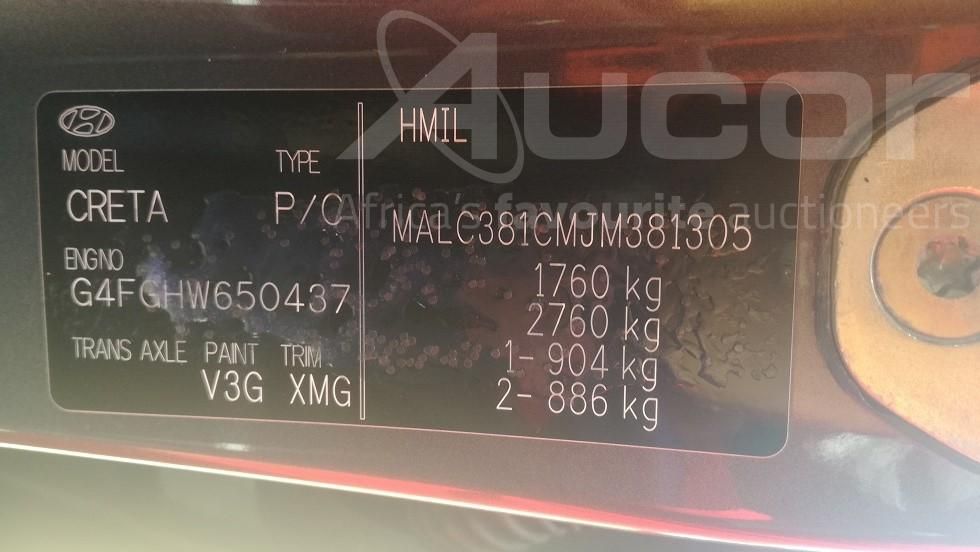 Aucor
Africa's favourite auctioneers
HMIL
MODEL TYPE
CRETA P/C
MALC381CMJM381305
ENGNO
G4FGHW650437
1760 kg
2760 kg
1- 904 kg
2- 886 kg
TRANS AXLE PAINT TRIM
V3G XMG